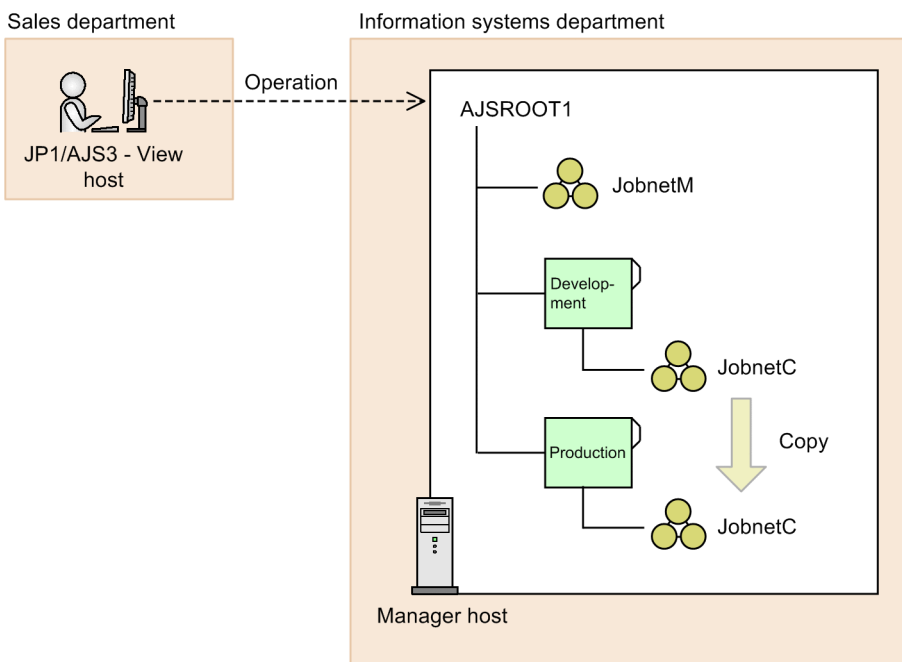 Sales department
Information systems department
Operation
JP1/AJS3 - View
host
AJSROOT1
JobnetM
Develop-
ment
JobnetC
Copy
Production
JobnetC
Manager host